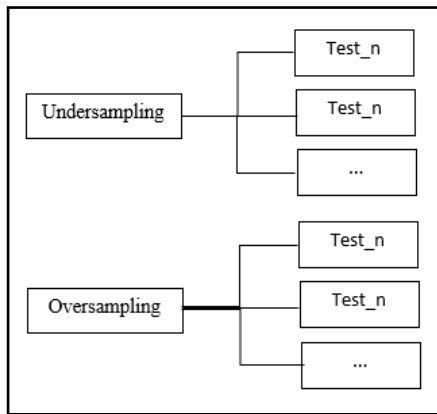 Test_n
Undersampling
Test_n
...
Test_n
Oversampling
Test_n
...